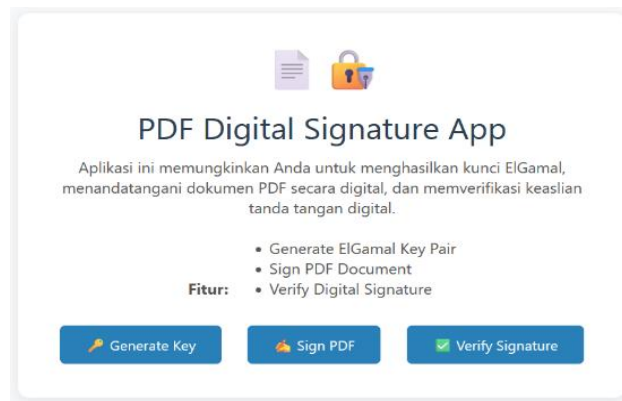 PDF Digital Signature App
Aplikasi ini memungkinkan Anda untuk menghasilkan kunci ElGamal,
menandatangani dokumen PDF secara digital, dan memverifikasi keaslian
tanda tangan digital.
Fitur:
• Generate ElGamal Key Pair
• Sign PDF Document
• Verify Digital Signature
Generate Key
Sign PDF
Verify Signature